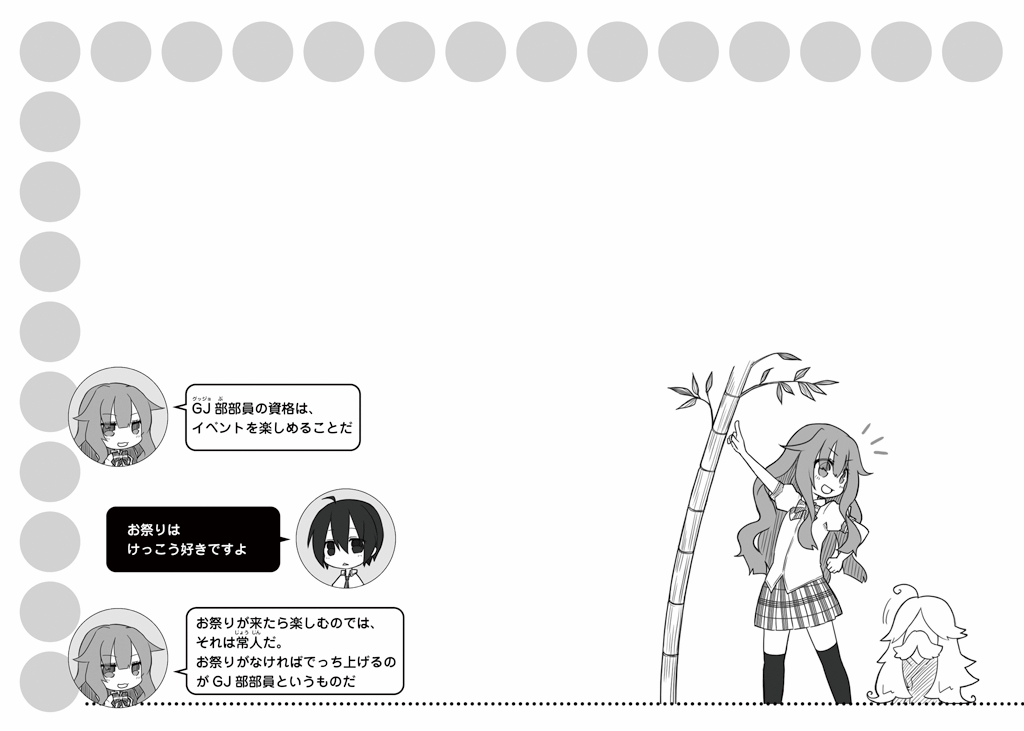 GJ部部員の資格は、
イベントを楽しめることだ
お祭りは
けっこう好きですよ
お祭りが来たら楽しむのでは、
それは常人だ。
お祭りがなければでっち上げるの
がGJ部部員というものだ